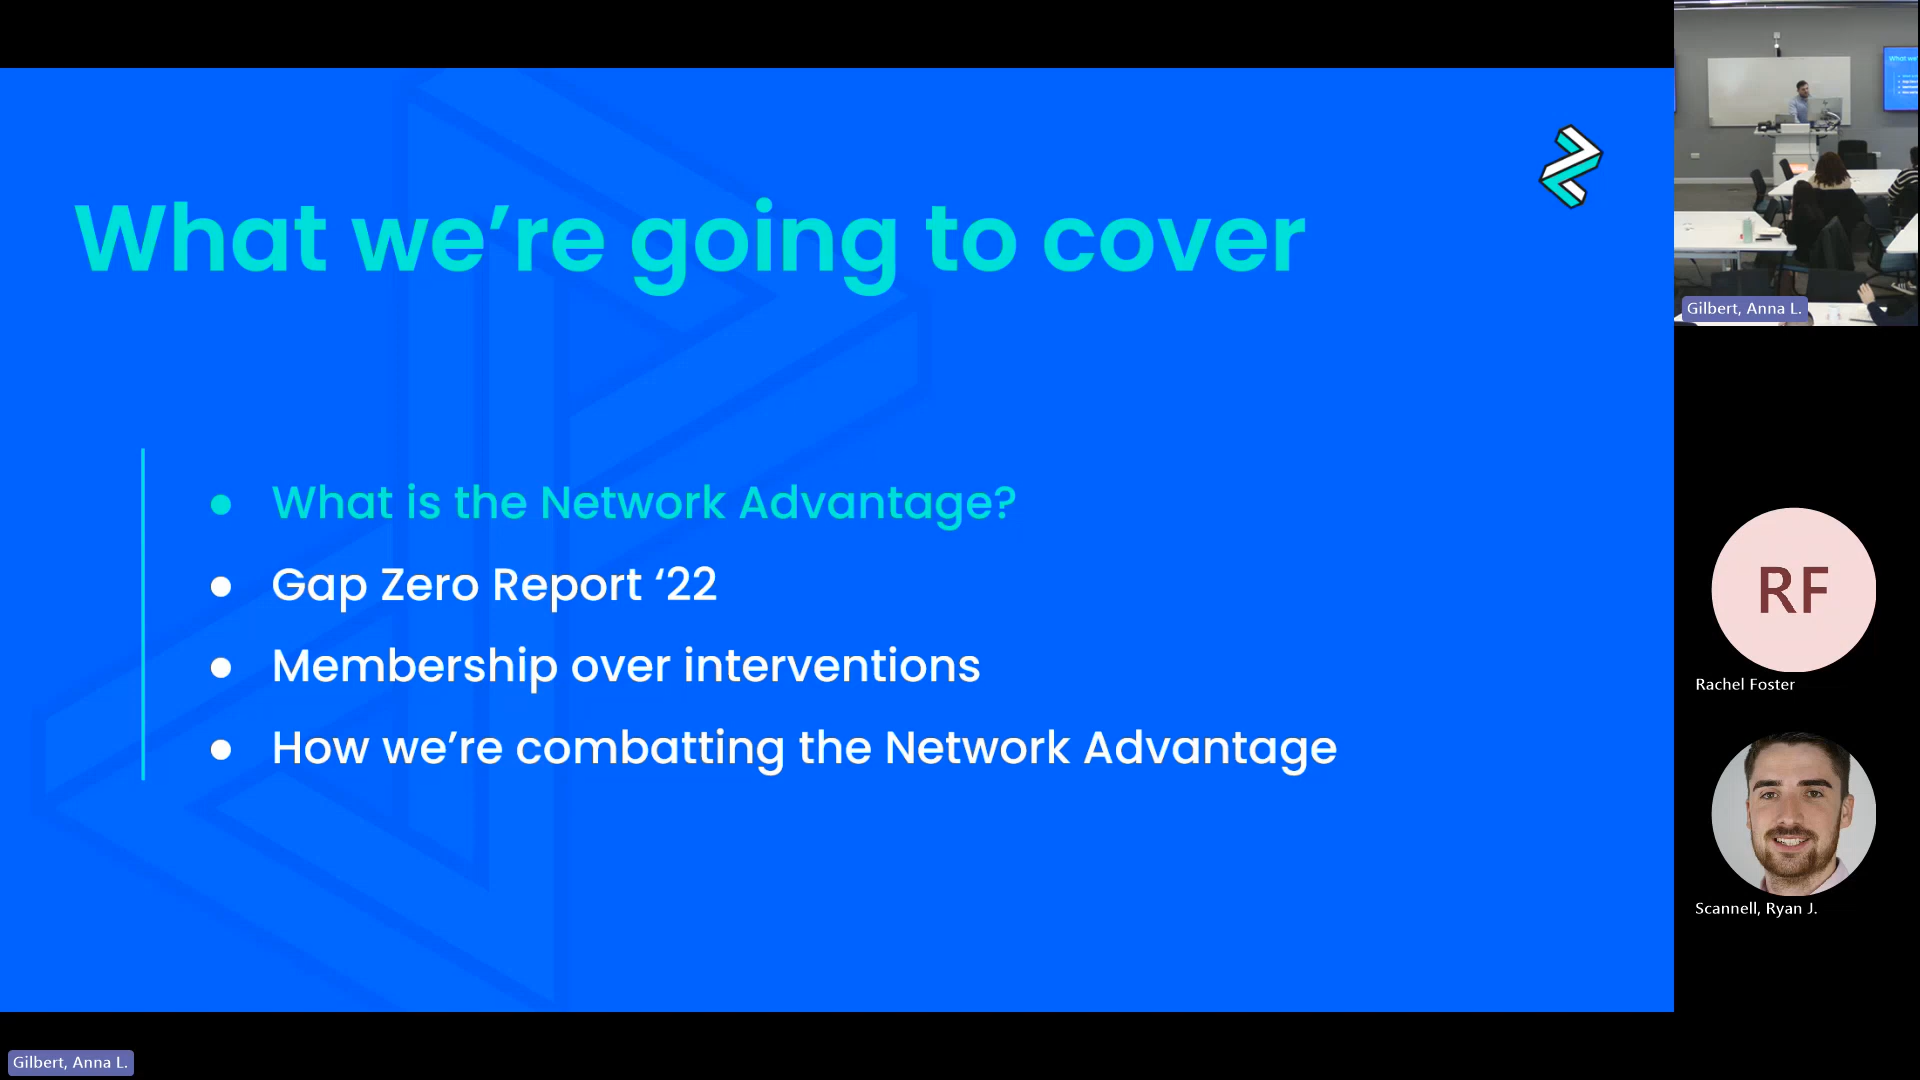 What we’re going to cover
What is the Network Advantage?
Gap Zero Report ‘22
Membership over interventions
How we’re combatting the Network Advantage
Gilbert, Anna L.
RF
Rachel Foster
Scannell, Ryan J.
Gilbert, Anna L.